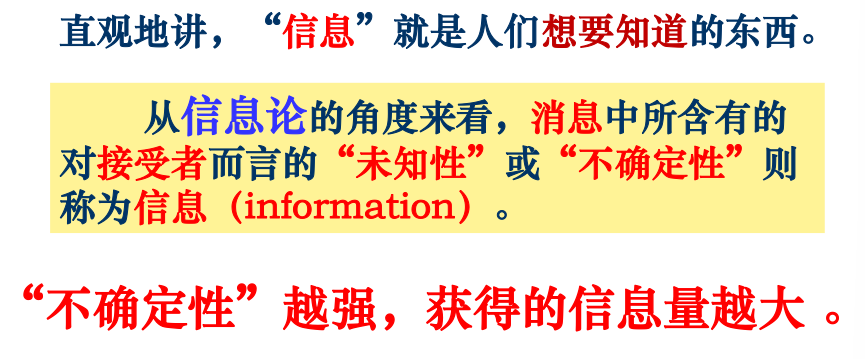 直观地讲，“信息”就是人们想要知道的东西。
从信息论的角度来看，消息中所含有的
对接受者而言的“未知性”或“不确定性”则
称为信息（information）。
“不确定性”越强，获得的信息量越大 。